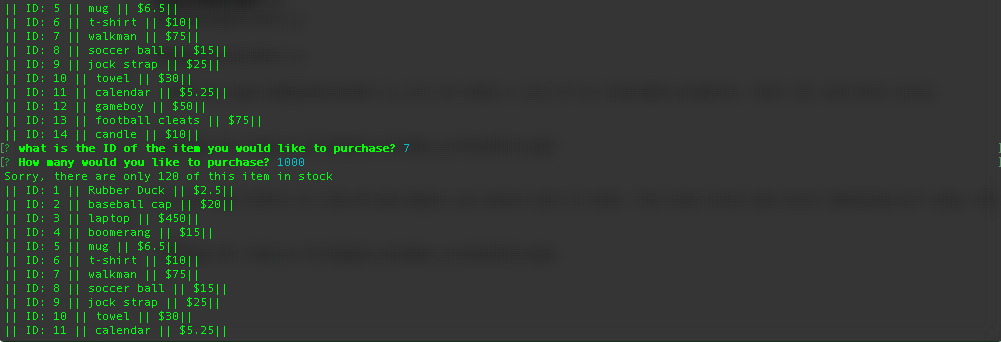 || ID: 5 || mug || $6.5||
|| ID: 6 || t-shirt || $10||
|| ID: 7 || walkman || $75||
|| ID: 8 || soccer ball || $15||
|| ID: 9 || jock strap || $25||
|| ID: 10 || towel || $30||
|| ID: 11 || calendar || $5.25||
|| ID: 12 || gameboy || $50||
|| ID: 13 || football cleats || $75||
|| ID: 14 || candle || $10||
[? what is the ID of the item you would like to purchase? 7 ]
[? How many would you like to purchase? 1000 ]
Sorry, there are only 120 of this item in stock
|| ID: 1 || Rubber Duck || $2.5||
|| ID: 2 || baseball cap || $20||
|| ID: 3 || laptop || $450||
|| ID: 4 || boomerang || $15||
|| ID: 5 || mug || $6.5||
|| ID: 6 || t-shirt || $10||
|| ID: 7 || walkman || $75||
|| ID: 8 || soccer ball || $15||
|| ID: 9 || jock strap || $25||
|| ID: 10 || towel || $30||
|| ID: 11 || calendar || $5.25||